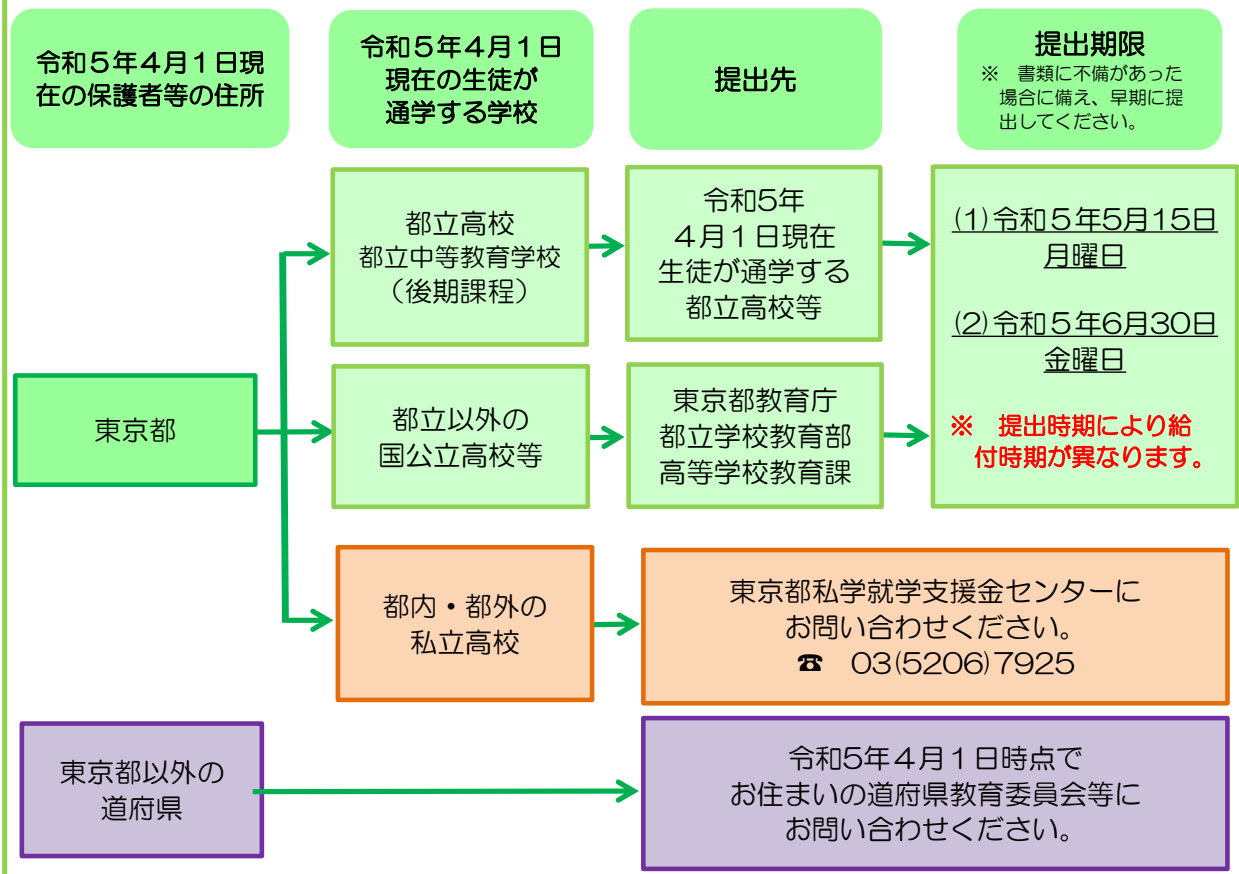 令和５年４月１日現
在の保護者等の住所
令和５年４月１日
現在の生徒が
通学する学校
提出先
提出期限
※　書類に不備があった
場合に備え、早期に提
出してください。
東京都
都立高校
都立中等教育学校
（後期課程）
令和5年
４月１日現在
生徒が通学する
都立高校等
(1)令和５年5月15日
月曜日
(2)令和５年6月30日
金曜日
※　提出時期により給
付時期が異なります。
都立以外の
国公立高校等
東京都教育庁
都立学校教育部
高等学校教育課
都内・都外の
私立高校
東京都私学就学支援金センターに
お問い合わせください。
☎　03(5206)7925
東京都以外の
道府県
令和5年４月１日時点で
お住まいの道府県教育委員会等に
お問い合わせください。